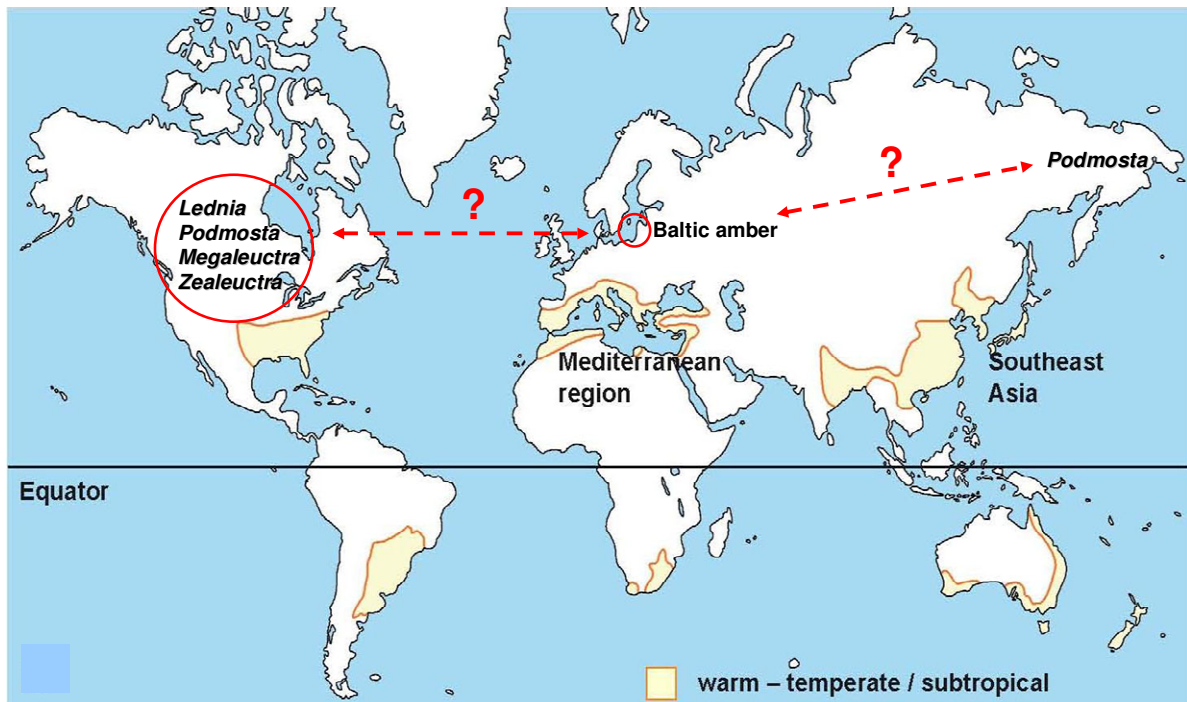 ?
Podmosta
Lednia
Podmosta
Megaleuctra
Zealeuctra
?
Baltic amber
Mediterranean
region
Southeast
Asia
Equator
warm – temperate / subtropical